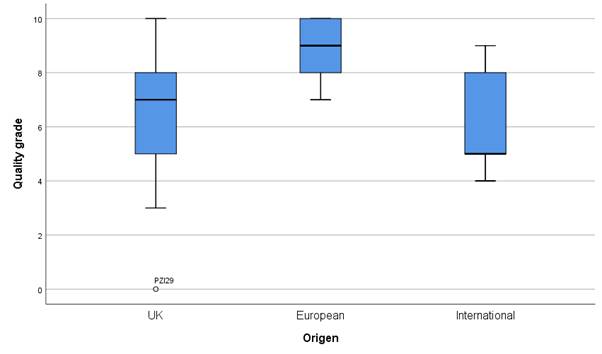 Quality grade
10
8
6
4
2
0
PZI29
UK
European
International
Origen